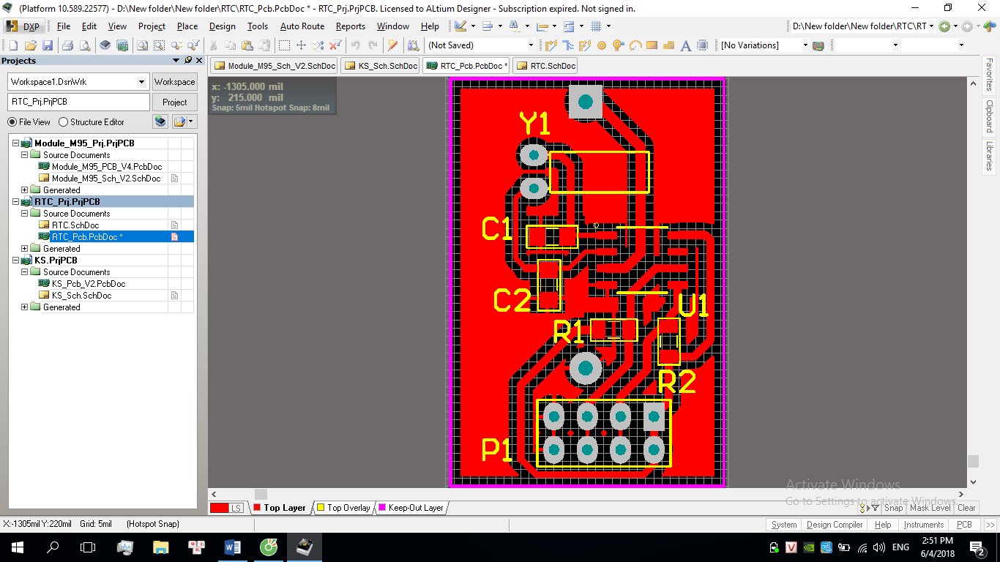 (Platform 10.589.22577) - D:\New folder\New folder\RTC\RTC_Pcb.PcbDoc * - RTC_Prj.PrjPCB. Licensed to ALtium Designer - Subscription expired. Not signed in.
DXP File Edit View Project Place Design Tools Auto Route Reports Window Help D:\New folder\New folder\RTC\RT
(Not Saved) [No Variations]
Projects
Module_M95_Sch_V2.SchDoc KS_Sch.SchDoc RTC_Pcb.PcbDoc * RTC.SchDoc
Workspace1.DsnWrk Workspace
RTC_Prj.PrjPCB Project
File View Structure Editor
Module_M95_Prj.PrjPCB
Source Documents
Module_M95_PCB_V4.PcbDoc
Module_M95_Sch_V2.SchDoc
Generated
RTC_Prj.PrjPCB
Source Documents
RTC.SchDoc
RTC_Pcb.PcbDoc *
Generated
KS.PrjPCB
Source Documents
KS_Pcb_V2.PcbDoc
KS_Sch.SchDoc
Generated
x: -1305.000 mil
y: 215.000 mil
Snap: 5mil Hotspot Snap: 8mil
Y1
C1
C2
U1
R1
R2
P1
Favorites
Clipboard
Libraries
Activate Windows
Go to Settings to activate Windows.
LS Top Layer Top Overlay Keep-Out Layer Snap Mask Level Clear
X:-1305mil Y:220mil Grid: 5mil (Hotspot Snap) System Design Compiler Help Instruments PCB >>
ENG
2:51 PM
6/4/2018
2